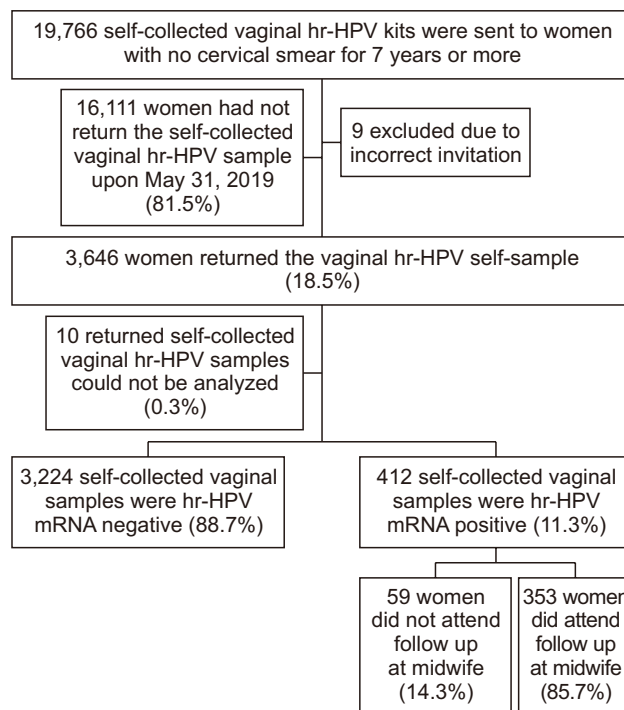 19,766 self-collected vaginal hr-HPV kits were sent to women
with no cervical smear for 7 years or more
16,111 women had not
return the self-collected
vaginal hr-HPV sample
upon May 31, 2019
(81.5%)
9 excluded due to
incorrect invitation
3,646 women returned the vaginal hr-HPV self-sample
(18.5%)
10 returned self-collected
vaginal hr-HPV samples
could not be analyzed
(0.3%)
3,224 self-collected vaginal
samples were hr-HPV
mRNA negative (88.7%)
412 self-collected vaginal
samples were hr-HPV
mRNA positive (11.3%)
59 women
did not attend
follow up
at midwife
(14.3%)
353 women
did attend
follow up
at midwife
(85.7%)